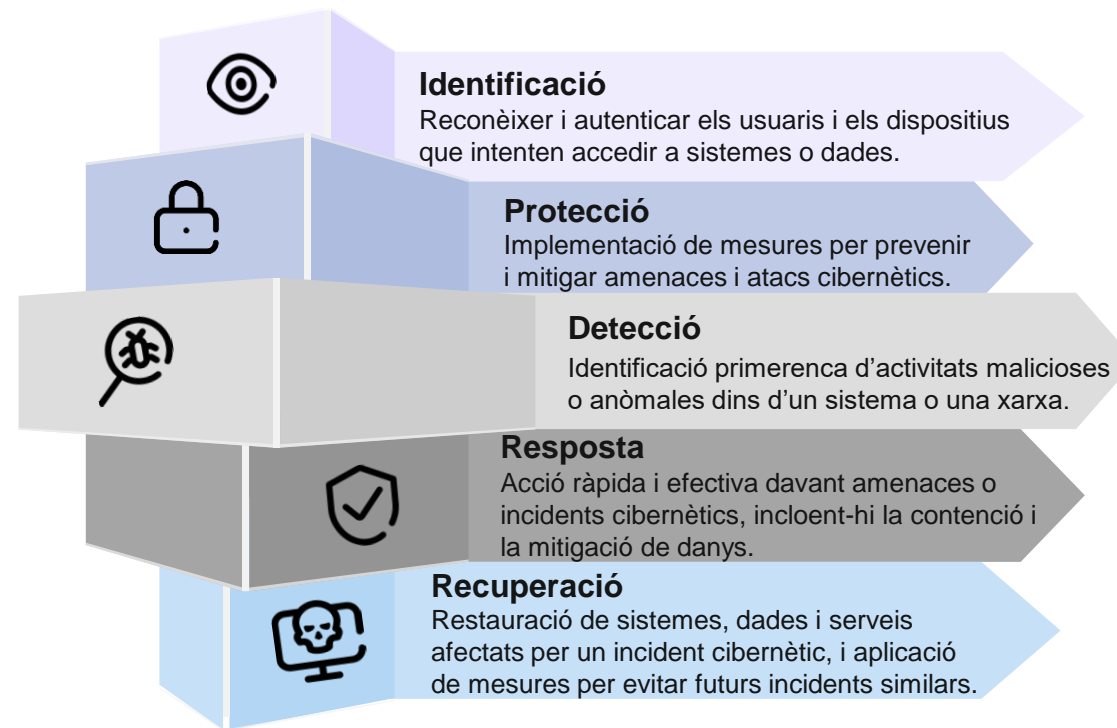 Identificació
Reconèixer i autenticar els usuaris i els dispositius
que intenten accedir a sistemes o dades.
Protecció
Implementació de mesures per prevenir
i mitigar amenaces i atacs cibernètics.
Detecció
Identificació primerenca d’activitats malicioses
o anòmales dins d’un sistema o una xarxa.
Resposta
Acció ràpida i efectiva davant amenaces o
incidents cibernètics, incloent-hi la contenció i
la mitigació de danys.
Recuperació
Restauració de sistemes, dades i serveis
afectats per un incident cibernètic, i aplicació
de mesures per evitar futurs incidents similars.